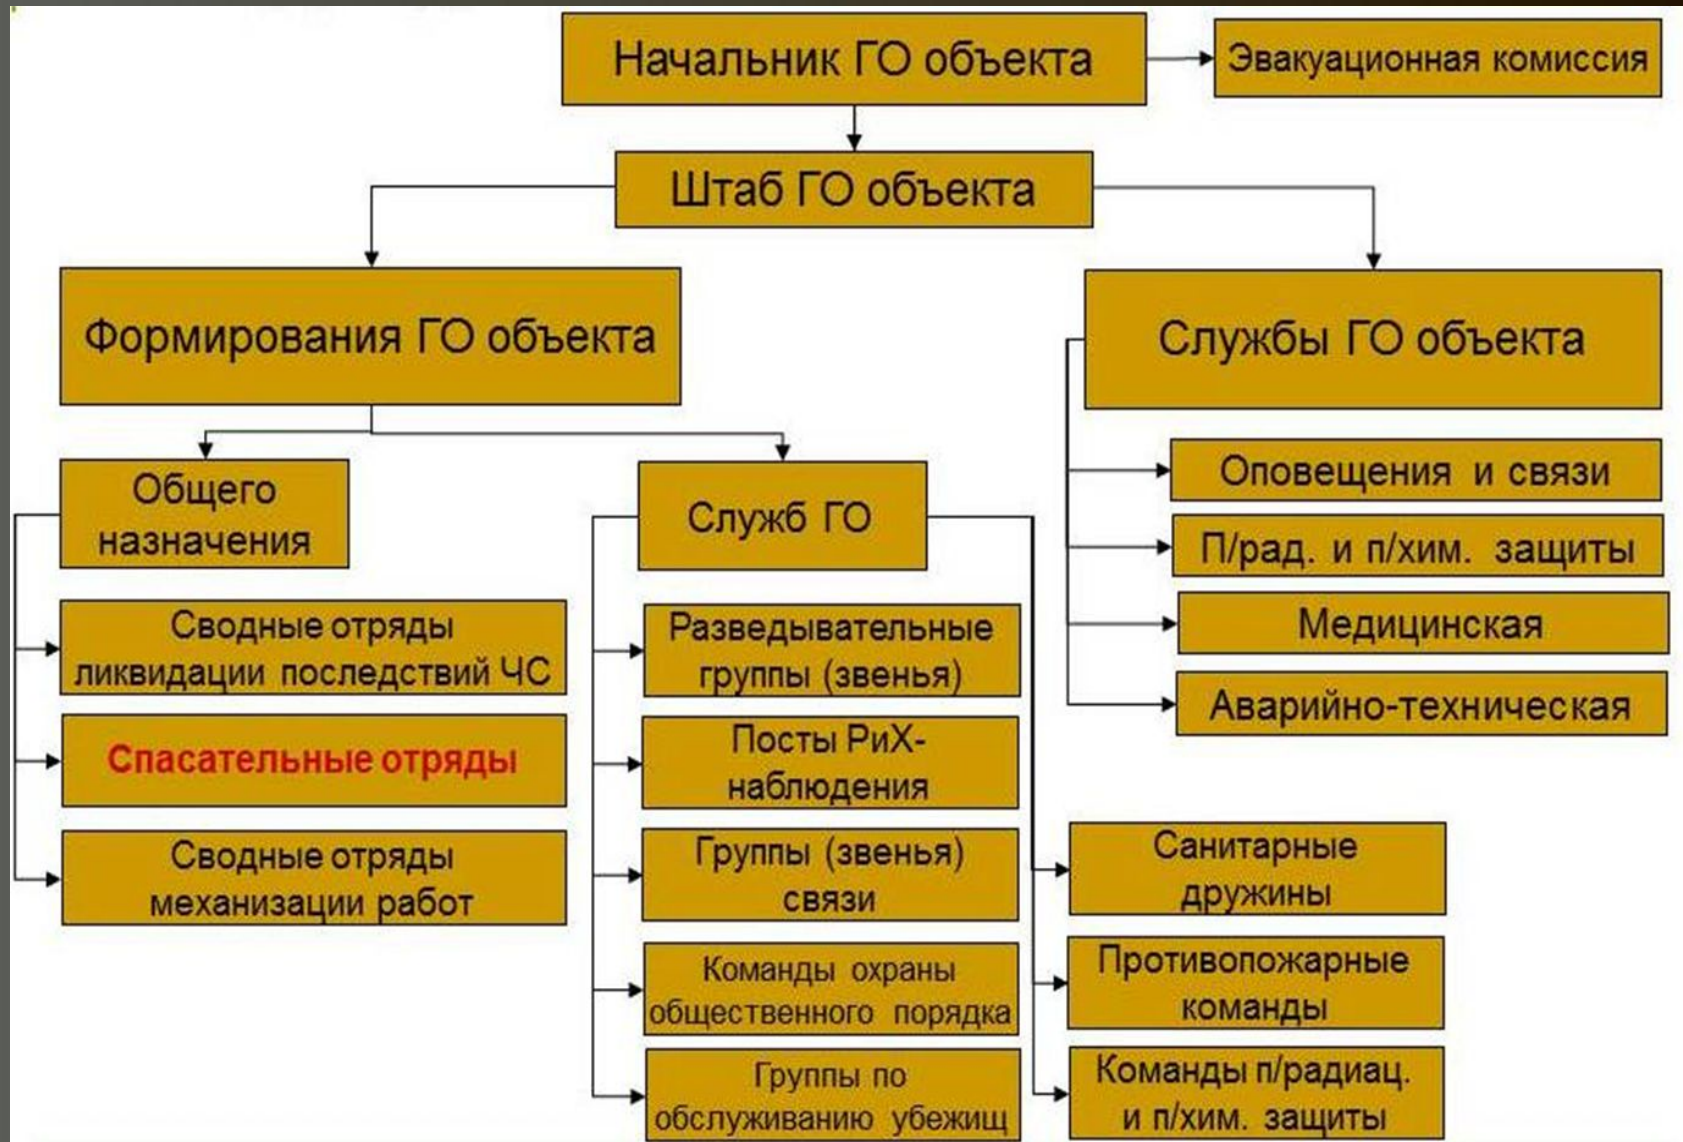 Начальник ГО объекта
Эвакуационная комиссия
Штаб ГО объекта
Формирования ГО объекта
Службы ГО объекта
Общего
назначения
Служб ГО
Оповещения и связи
П/рад. и п/хим. защиты
Медицинская
Аварийно-техническая
Сводные отряды
ликвидации последствий ЧС
Спасательные отряды
Сводные отряды
механизации работ
Разведывательные
группы (звенья)
Посты РиХ-
наблюдения
Группы (звенья)
связи
Команды охраны
общественного порядка
Группы по
обслуживанию убежищ
Санитарные
дружины
Противопожарные
команды
Команды п/радиац.
и п/хим. защиты